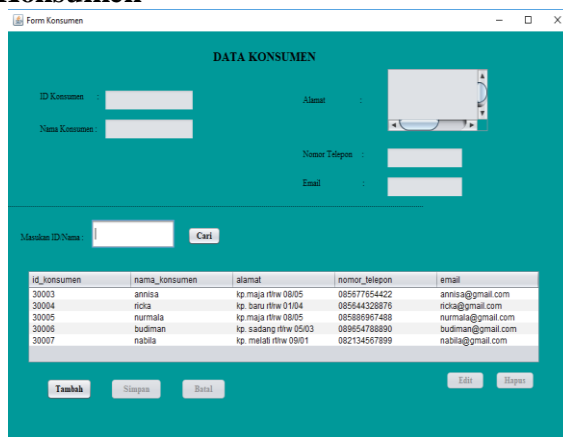 Konsumen
Form Konsumen
DATA KONSUMEN
ID Konsumen :
Nama Konsumen :
Alamat :
Nomor Telepon :
Email :
Masukan ID/Nama :
Cari
id_konsumen nama_konsumen alamat nomor_telepon email
30003 annisa kp.maja rt/rw 08/05 085677654422 annisa@gmail.com
30004 ricka kp. baru rt/rw 01/04 085644328876 ricka@gmail.com
30005 nurmala kp.maja rt/rw 08/05 085886967488 nurmala@gmail.com
30006 budiman kp. sadang rt/rw 05/03 089654788890 budiman@gmail.com
30007 nabila kp. melati rt/rw 09/01 082134567899 nabila@gmail.com
Tambah Simpan Batal Edit Hapus